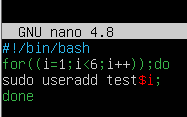 GNU nano 4.8
#!/bin/bash
for((i=1;i<6;i++));do
sudo useradd test$i;
done